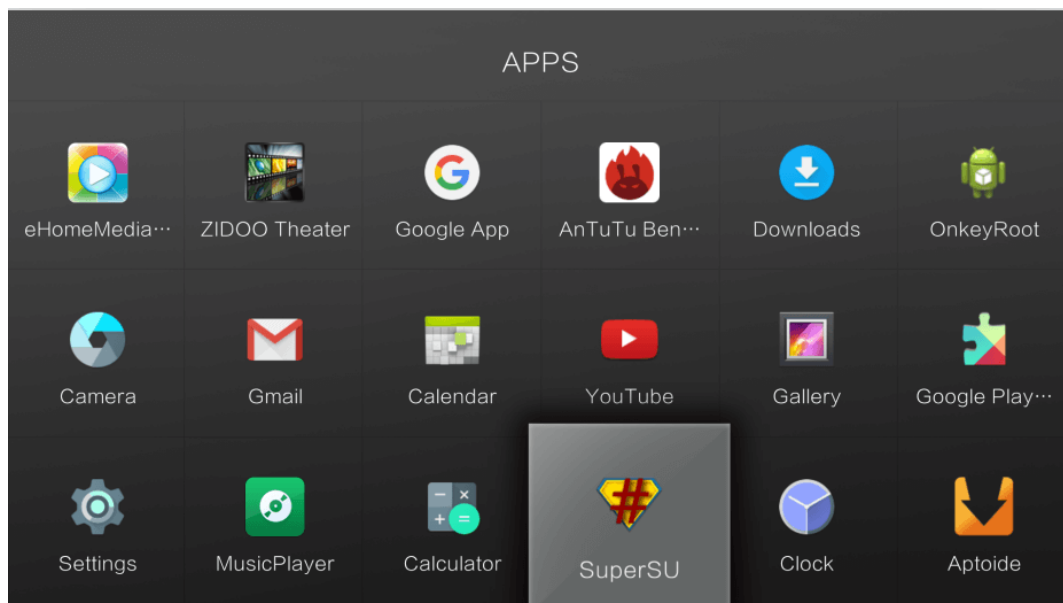 APPS
eHomeMedia···
ZIDOO Theater
Google App
AnTuTu Ben···
Downloads
OnkeyRoot
Camera
Gmail
Calendar
YouTube
Gallery
Google Play···
Settings
MusicPlayer
Calculator
SuperSU
Clock
Aptoide